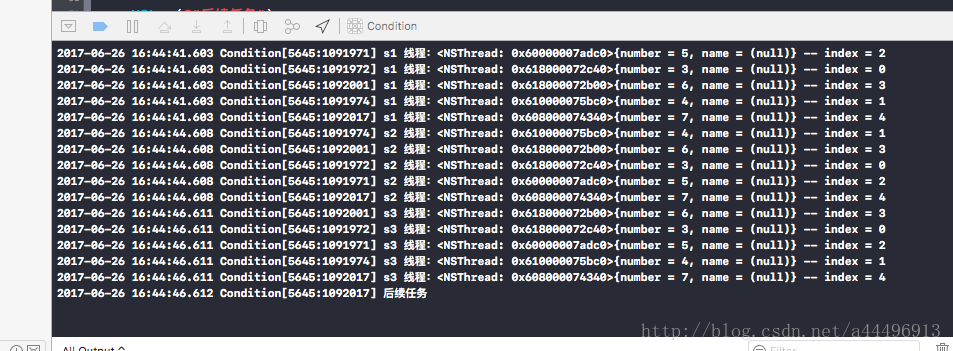 "后续任务"
Condition
2017-06-26 16:44:41.603 Condition[5645:1091971] s1 线程: <NSThread: 0x60000007adc0>{number = 5, name = (null)} -- index = 2
2017-06-26 16:44:41.603 Condition[5645:1091972] s1 线程: <NSThread: 0x618000072c40>{number = 3, name = (null)} -- index = 0
2017-06-26 16:44:41.603 Condition[5645:1092001] s1 线程: <NSThread: 0x618000072b00>{number = 6, name = (null)} -- index = 3
2017-06-26 16:44:41.603 Condition[5645:1091974] s1 线程: <NSThread: 0x610000075bc0>{number = 4, name = (null)} -- index = 1
2017-06-26 16:44:41.603 Condition[5645:1092017] s1 线程: <NSThread: 0x608000074340>{number = 7, name = (null)} -- index = 4
2017-06-26 16:44:44.608 Condition[5645:1091974] s2 线程: <NSThread: 0x610000075bc0>{number = 4, name = (null)} -- index = 1
2017-06-26 16:44:44.608 Condition[5645:1092001] s2 线程: <NSThread: 0x618000072b00>{number = 6, name = (null)} -- index = 3
2017-06-26 16:44:44.608 Condition[5645:1091972] s2 线程: <NSThread: 0x618000072c40>{number = 3, name = (null)} -- index = 0
2017-06-26 16:44:44.608 Condition[5645:1091971] s2 线程: <NSThread: 0x60000007adc0>{number = 5, name = (null)} -- index = 2
2017-06-26 16:44:44.608 Condition[5645:1092017] s2 线程: <NSThread: 0x608000074340>{number = 7, name = (null)} -- index = 4
2017-06-26 16:44:46.611 Condition[5645:1092001] s3 线程: <NSThread: 0x618000072b00>{number = 6, name = (null)} -- index = 3
2017-06-26 16:44:46.611 Condition[5645:1091972] s3 线程: <NSThread: 0x618000072c40>{number = 3, name = (null)} -- index = 0
2017-06-26 16:44:46.611 Condition[5645:1091971] s3 线程: <NSThread: 0x60000007adc0>{number = 5, name = (null)} -- index = 2
2017-06-26 16:44:46.611 Condition[5645:1091974] s3 线程: <NSThread: 0x610000075bc0>{number = 4, name = (null)} -- index = 1
2017-06-26 16:44:46.611 Condition[5645:1092017] s3 线程: <NSThread: 0x608000074340>{number = 7, name = (null)} -- index = 4
2017-06-26 16:44:46.612 Condition[5645:1092017] 后续任务
http://blog.csdn.net/a44496913
All Output
Filter